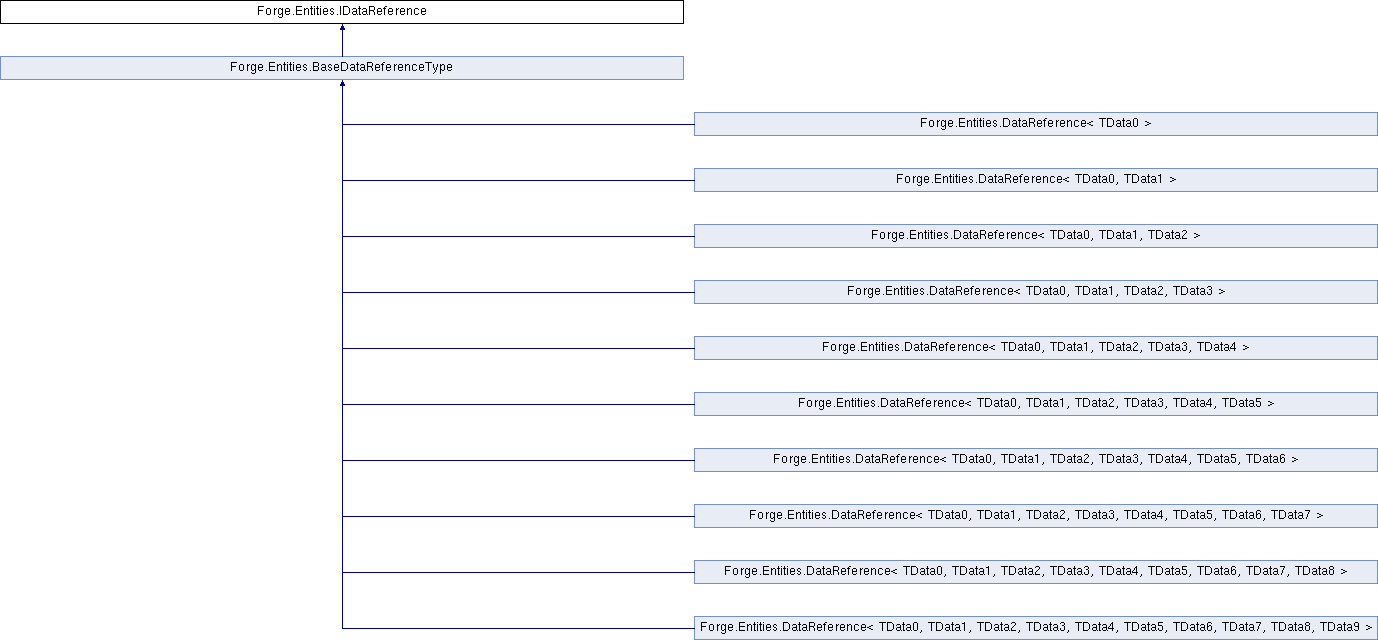 Forge.Entities.IDataReference
Forge.Entities.BaseDataReferenceType
Forge.Entities.DataReference< TData0 >
Forge.Entities.DataReference< TData0, TData1 >
Forge.Entities.DataReference< TData0, TData1, TData2 >
Forge.Entities.DataReference< TData0, TData1, TData2, TData3 >
Forge.Entities.DataReference< TData0, TData1, TData2, TData3, TData4 >
Forge.Entities.DataReference< TData0, TData1, TData2, TData3, TData4, TData5 >
Forge.Entities.DataReference< TData0, TData1, TData2, TData3, TData4, TData5, TData6 >
Forge.Entities.DataReference< TData0, TData1, TData2, TData3, TData4, TData5, TData6, TData7 >
Forge.Entities.DataReference< TData0, TData1, TData2, TData3, TData4, TData5, TData6, TData7, TData8 >
Forge.Entities.DataReference< TData0, TData1, TData2, TData3, TData4, TData5, TData6, TData7, TData8, TData9 >